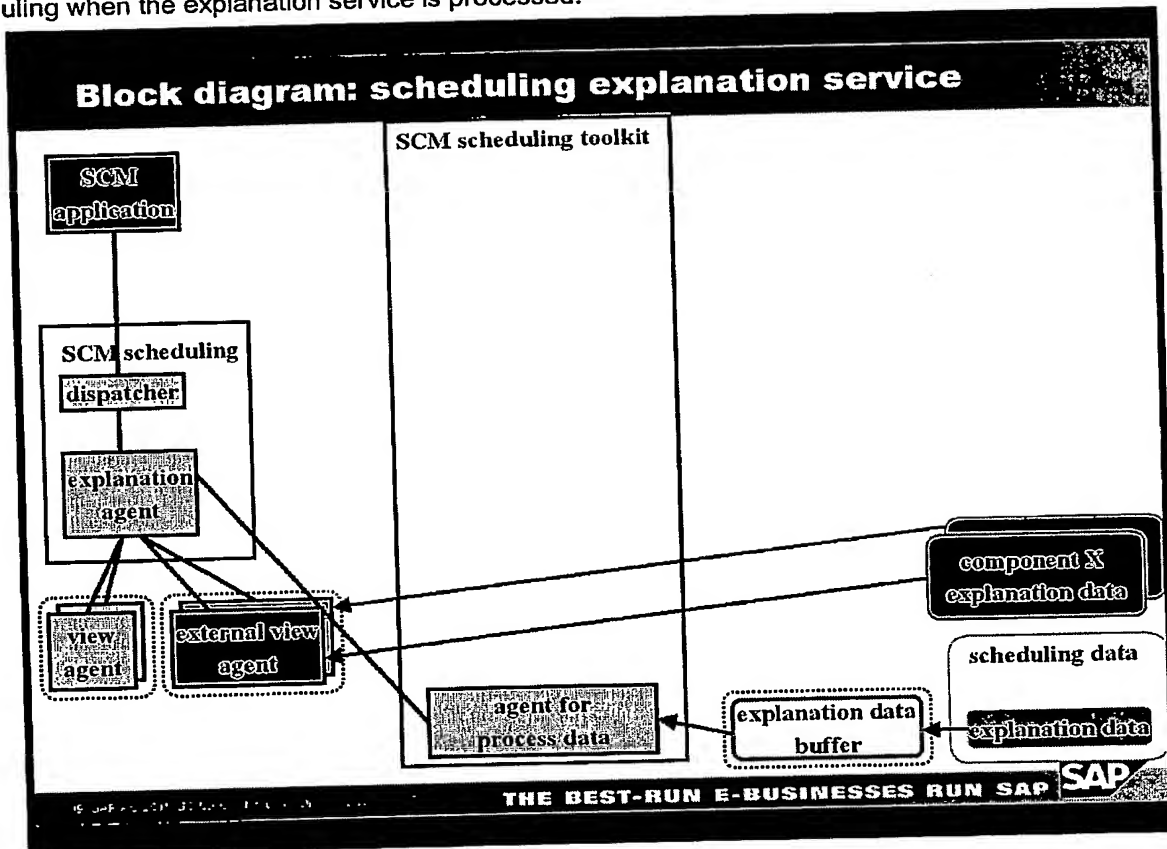 uling when the explanation service is processed.
Block diagram: scheduling explanation service
SCM scheduling toolkit
SCM
application
SCM scheduling
dispatcher
explanation
agent
view
agent
external view
agent
component X
explanation data
scheduling data
agent for
process data
explanation data
buffer
explanation data
THE BEST-RUN E-BUSINESSES RUN SAP
SAP